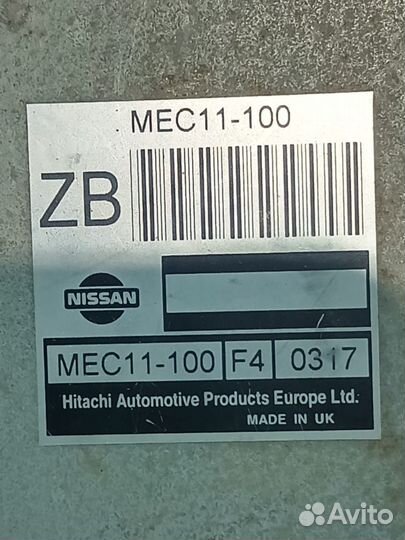 MEC11-100
ZB
NISSAN
MEC11-100 F4 0317
Hitachi Automotive Products Europe Ltd.
MADE IN UK
Avito